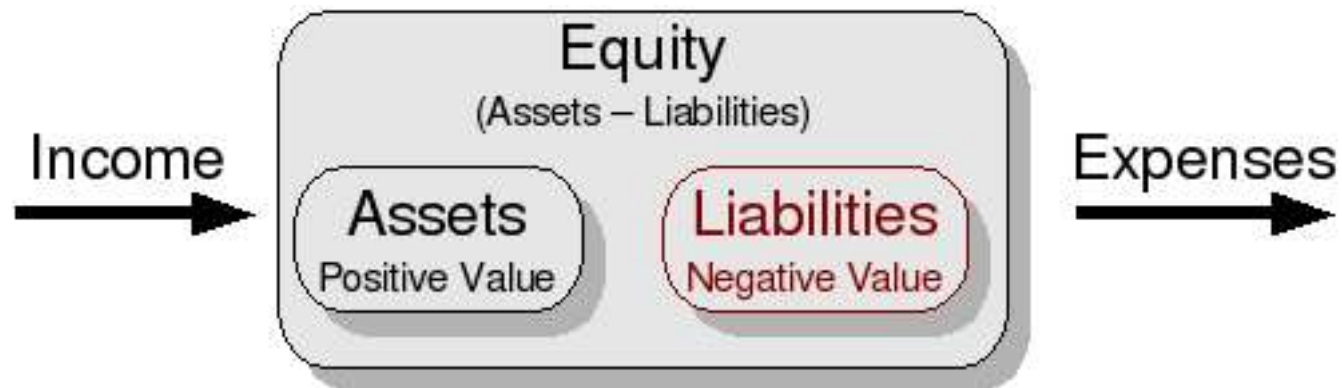 Equity
(Assets – Liabilities)
Income
Expenses
Assets
Positive Value
Liabilities
Negative Value